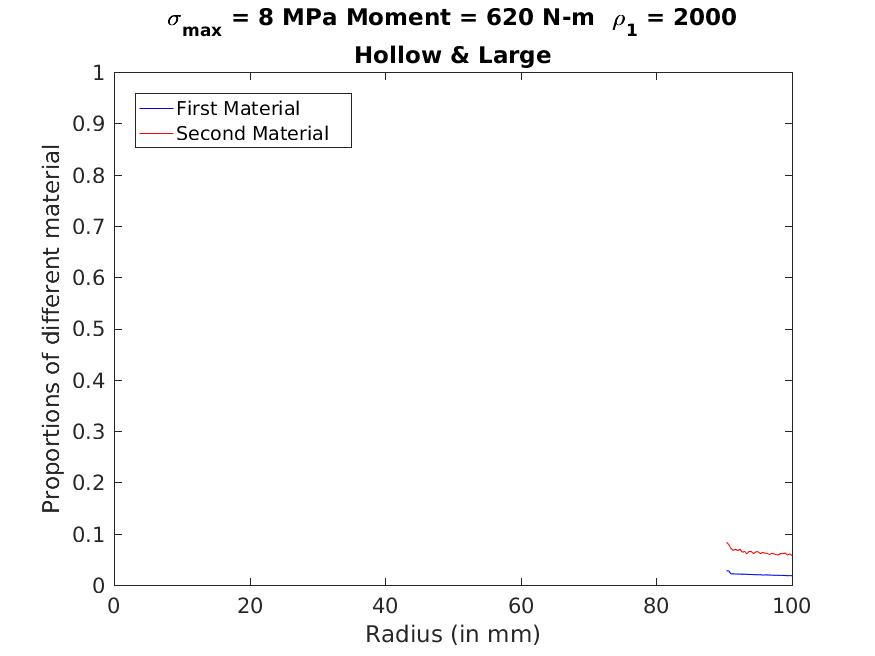 σmax = 8 MPa Moment = 620 N-m ρ1 = 2000
Hollow & Large
First Material
Second Material
Proportions of different material
1
0.9
0.8
0.7
0.6
0.5
0.4
0.3
0.2
0.1
0
0 20 40 60 80 100
Radius (in mm)